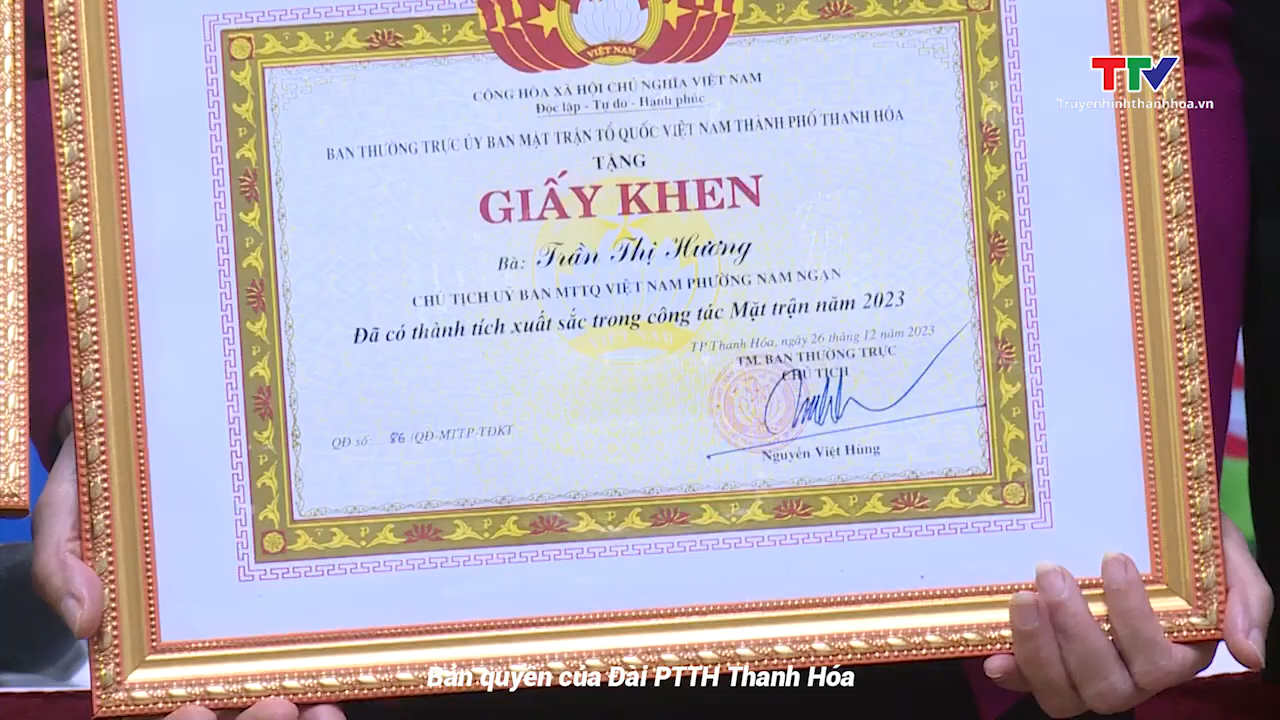 VIỆT NAM
TTV
Truyenhinhthanhhoa.vn
CỘNG HÒA XÃ HỘI CHỦ NGHĨA VIỆT NAM
Độc lập - Tự do - Hạnh phúc
BAN THƯỜNG TRỰC ỦY BAN MẶT TRẬN TỔ QUỐC VIỆT NAM THÀNH PHỐ THANH HÓA
TẶNG
GIẤY KHEN
Bà: Trần Thị Hương
CHỦ TỊCH UỶ BAN MTTQ VIỆT NAM PHƯỜNG NAM NGẠN
Đã có thành tích xuất sắc trong công tác Mặt trận năm 2023
TP Thanh Hóa, ngày 26 tháng 12 năm 2023
TM. BAN THƯỜNG TRỰC
CHỦ TỊCH
QĐ số: 86 /QĐ-MTTP-TĐKT
Nguyễn Việt Hùng
Bản quyền của Đài PTTH Thanh Hóa